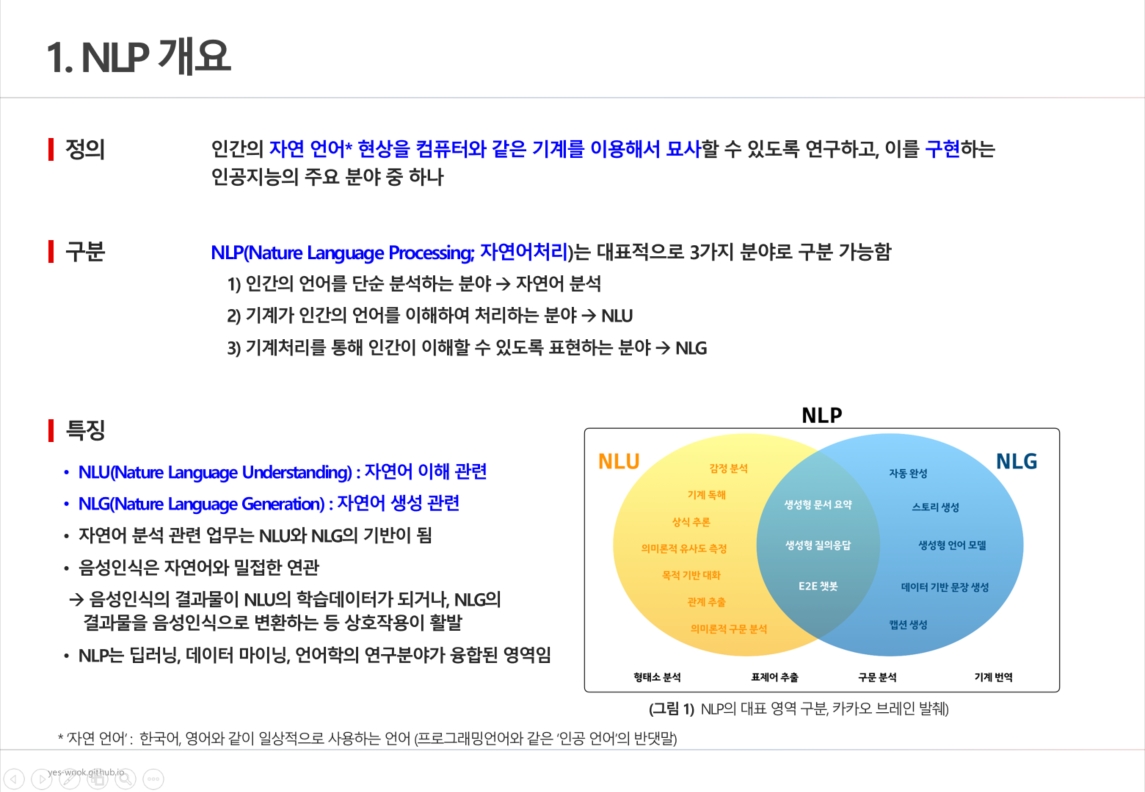 1. NLP 개요
정의
인간의 자연 언어* 현상을 컴퓨터와 같은 기계를 이용해서 묘사할 수 있도록 연구하고, 이를 구현하는
인공지능의 주요 분야 중 하나
구분
NLP(Nature Language Processing; 자연어처리)는 대표적으로 3가지 분야로 구분 가능함
1) 인간의 언어를 단순 분석하는 분야 → 자연어 분석
2) 기계가 인간의 언어를 이해하여 처리하는 분야 → NLU
3) 기계처리를 통해 인간이 이해할 수 있도록 표현하는 분야 → NLG
특징
• NLU(Nature Language Understanding) : 자연어 이해 관련
• NLG(Nature Language Generation) : 자연어 생성 관련
• 자연어 분석 관련 업무는 NLU와 NLG의 기반이 됨
• 음성인식은 자연어와 밀접한 연관
→ 음성인식의 결과물이 NLU의 학습데이터가 되거나, NLG의
결과물을 음성인식으로 변환하는 등 상호작용이 활발
• NLP는 딥러닝, 데이터 마이닝, 언어학의 연구분야가 융합된 영역임
NLP
NLU
감정 분석
기계 독해
상식 추론
의미론적 유사도 측정
목적 기반 대화
관계 추출
의미론적 구문 분석
생성형 문서 요약
생성형 질의응답
E2E 챗봇
NLG
자동 완성
스토리 생성
생성형 언어 모델
데이터 기반 문장 생성
캡션 생성
형태소 분석 표제어 추출 구문 분석 기계 번역
(그림 1) NLP의 대표 영역 구분, 카카오 브레인 발췌)
* ‘자연 언어’ : 한국어, 영어와 같이 일상적으로 사용하는 언어 (프로그래밍언어와 같은 ‘인공 언어’의 반댓말)
yes-wook.github.io